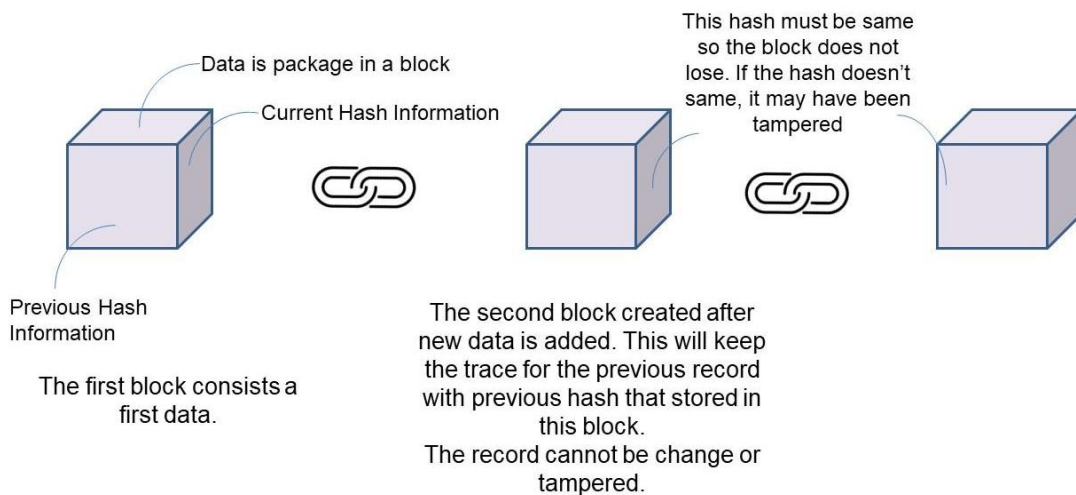 Data is package in a block
Current Hash Information
Previous Hash
Information
The first block consists a
first data.
The second block created after
new data is added. This will keep
the trace for the previous record
with previous hash that stored in
this block.
The record cannot be change or
tampered.
This hash must be same
so the block does not
lose. If the hash doesn’t
same, it may have been
tampered